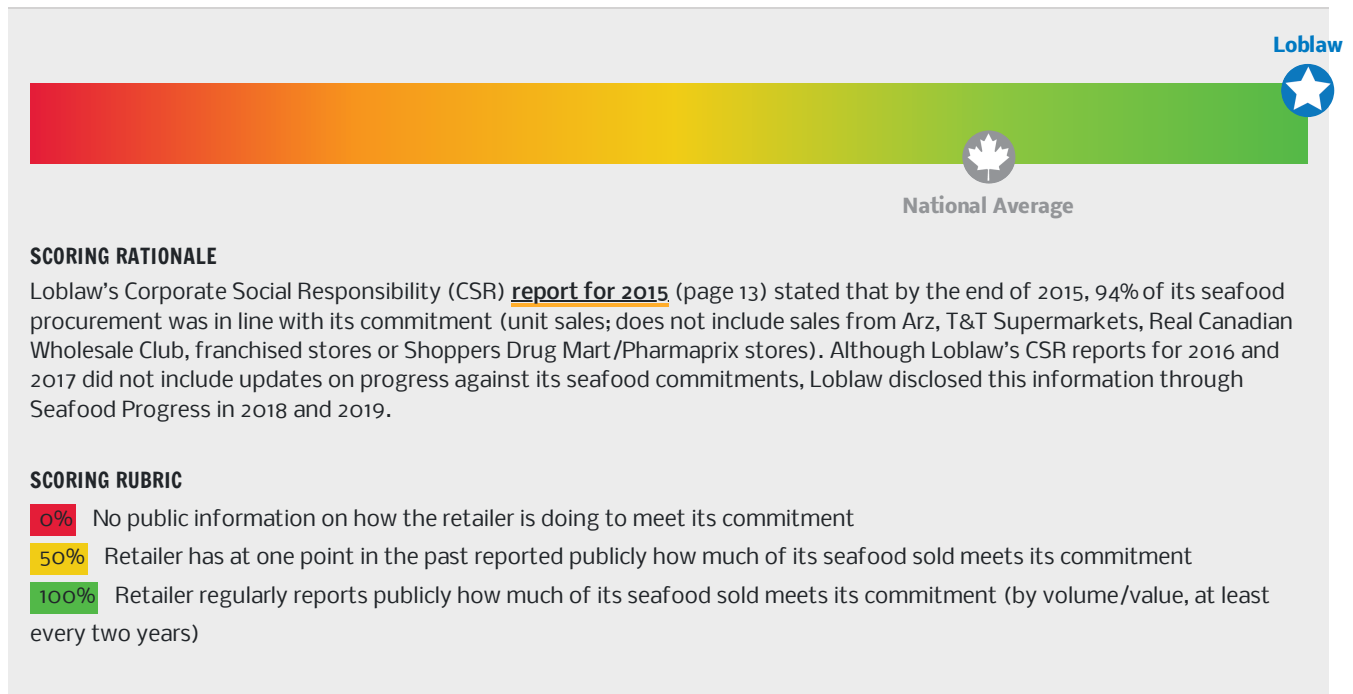 Loblaw
National Average
SCORING RATIONALE
Loblaw's Corporate Social Responsibility (CSR) report for 2015 (page 13) stated that by the end of 2015, 94% of its seafood
procurement was in line with its commitment (unit sales; does not include sales from Arz, T&T Supermarkets, Real Canadian
Wholesale Club, franchised stores or Shoppers Drug Mart/Pharmaprix stores). Although Loblaw's CSR reports for 2016 and
2017 did not include updates on progress against its seafood commitments, Loblaw disclosed this information through
Seafood Progress in 2018 and 2019.
SCORING RUBRIC
0% No public information on how the retailer is doing to meet its commitment
50% Retailer has at one point in the past reported publicly how much of its seafood sold meets its commitment
100% Retailer regularly reports publicly how much of its seafood sold meets its commitment (by volume/value, at least
every two years)